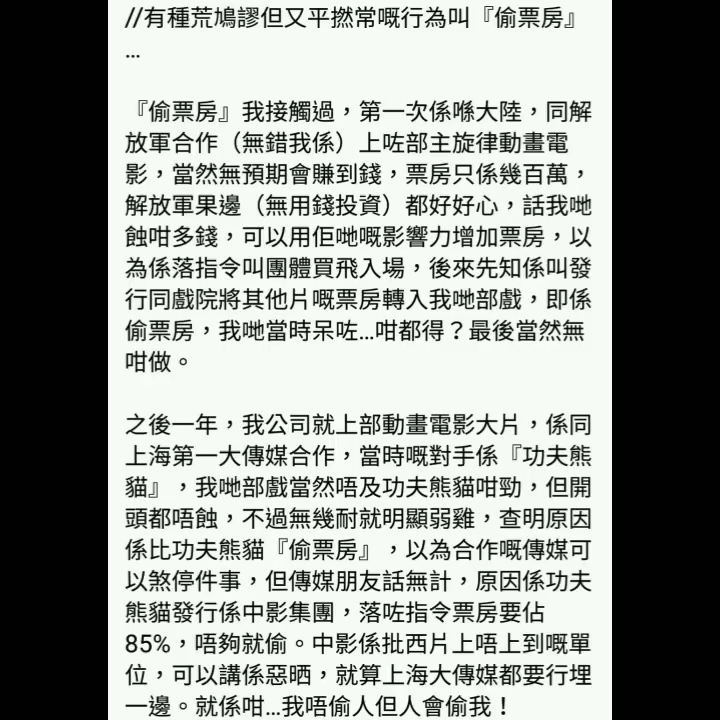 //有種荒鳩謬但又平撚常嘅行為叫『偷票房』
...
『偷票房』我接觸過，第一次係喺大陸，同解
放軍合作（無錯我係）上咗部主旋律動畫電
影，當然無預期會賺到錢，票房只係幾百萬，
解放軍果邊（無用錢投資）都好好心，話我哋
蝕咁多錢，可以用佢哋嘅影響力增加票房，以
為係落指令叫團體買飛入場，後來先知係叫發
行同戲院將其他片嘅票房轉入我哋部戲，即係
偷票房，我哋當時呆咗...咁都得？最後當然無
咁做。
之後一年，我公司就上部動畫電影大片，係同
上海第一大傳媒合作，當時嘅對手係『功夫熊
貓』，我哋部戲當然唔及功夫熊貓咁勁，但開
頭都唔蝕，不過無幾耐就明顯弱雞，查明原因
係比功夫熊貓『偷票房』，以為合作嘅傳媒可
以煞停件事，但傳媒朋友話無計，原因係功夫
熊貓發行係中影集團，落咗指令票房要佔
85%，唔夠就偷。中影係批西片上唔上到嘅單
位，可以講係惡晒，就算上海大傳媒都要行埋
一邊。就係咁...我唔偷人但人會偷我！